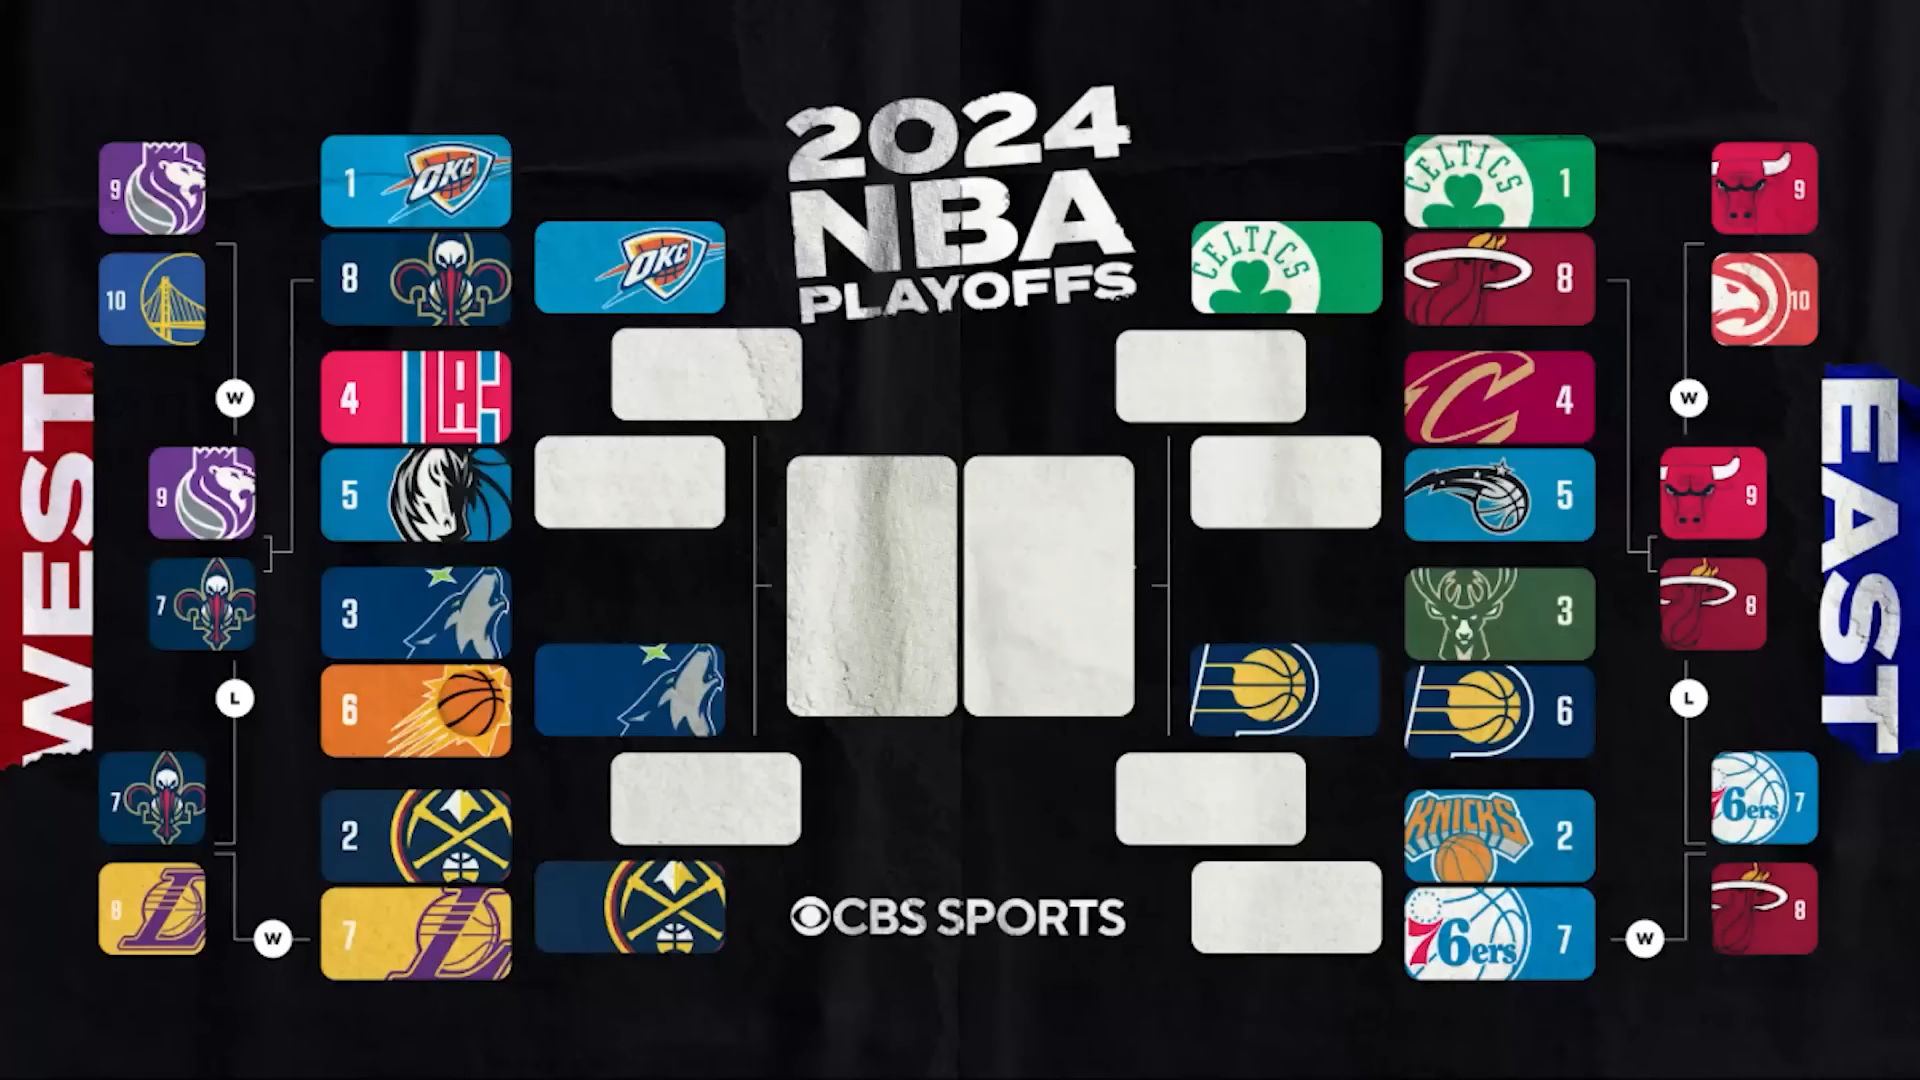 2024
NBA
PLAYOFFS
WEST
9
10
W
9
7
L
7
8
W
1 OKC
8
4 LAC
5
3
6
2
7 L
OKC
CELTICS
CBS SPORTS
CELTICS 1
8
C 4
5
3
6
KNICKS 2
76ers 7
9
10
W
9
8
L
76ers 7
8
W
EAST